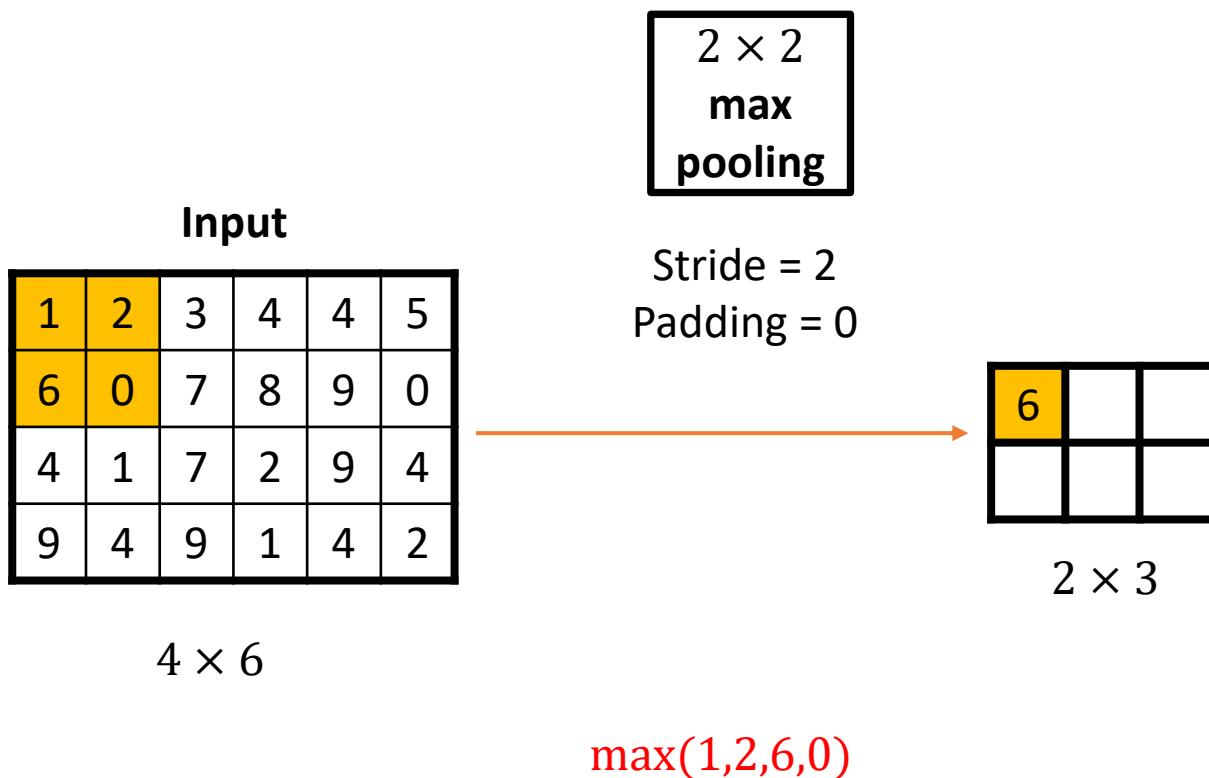 2 × 2
max
pooling
Input
Stride = 2
Padding = 0
1 2 3 4 4 5
6 0 7 8 9 0
4 1 7 2 9 4
9 4 9 1 4 2
6
2 × 3
4 × 6
max(1,2,6,0)